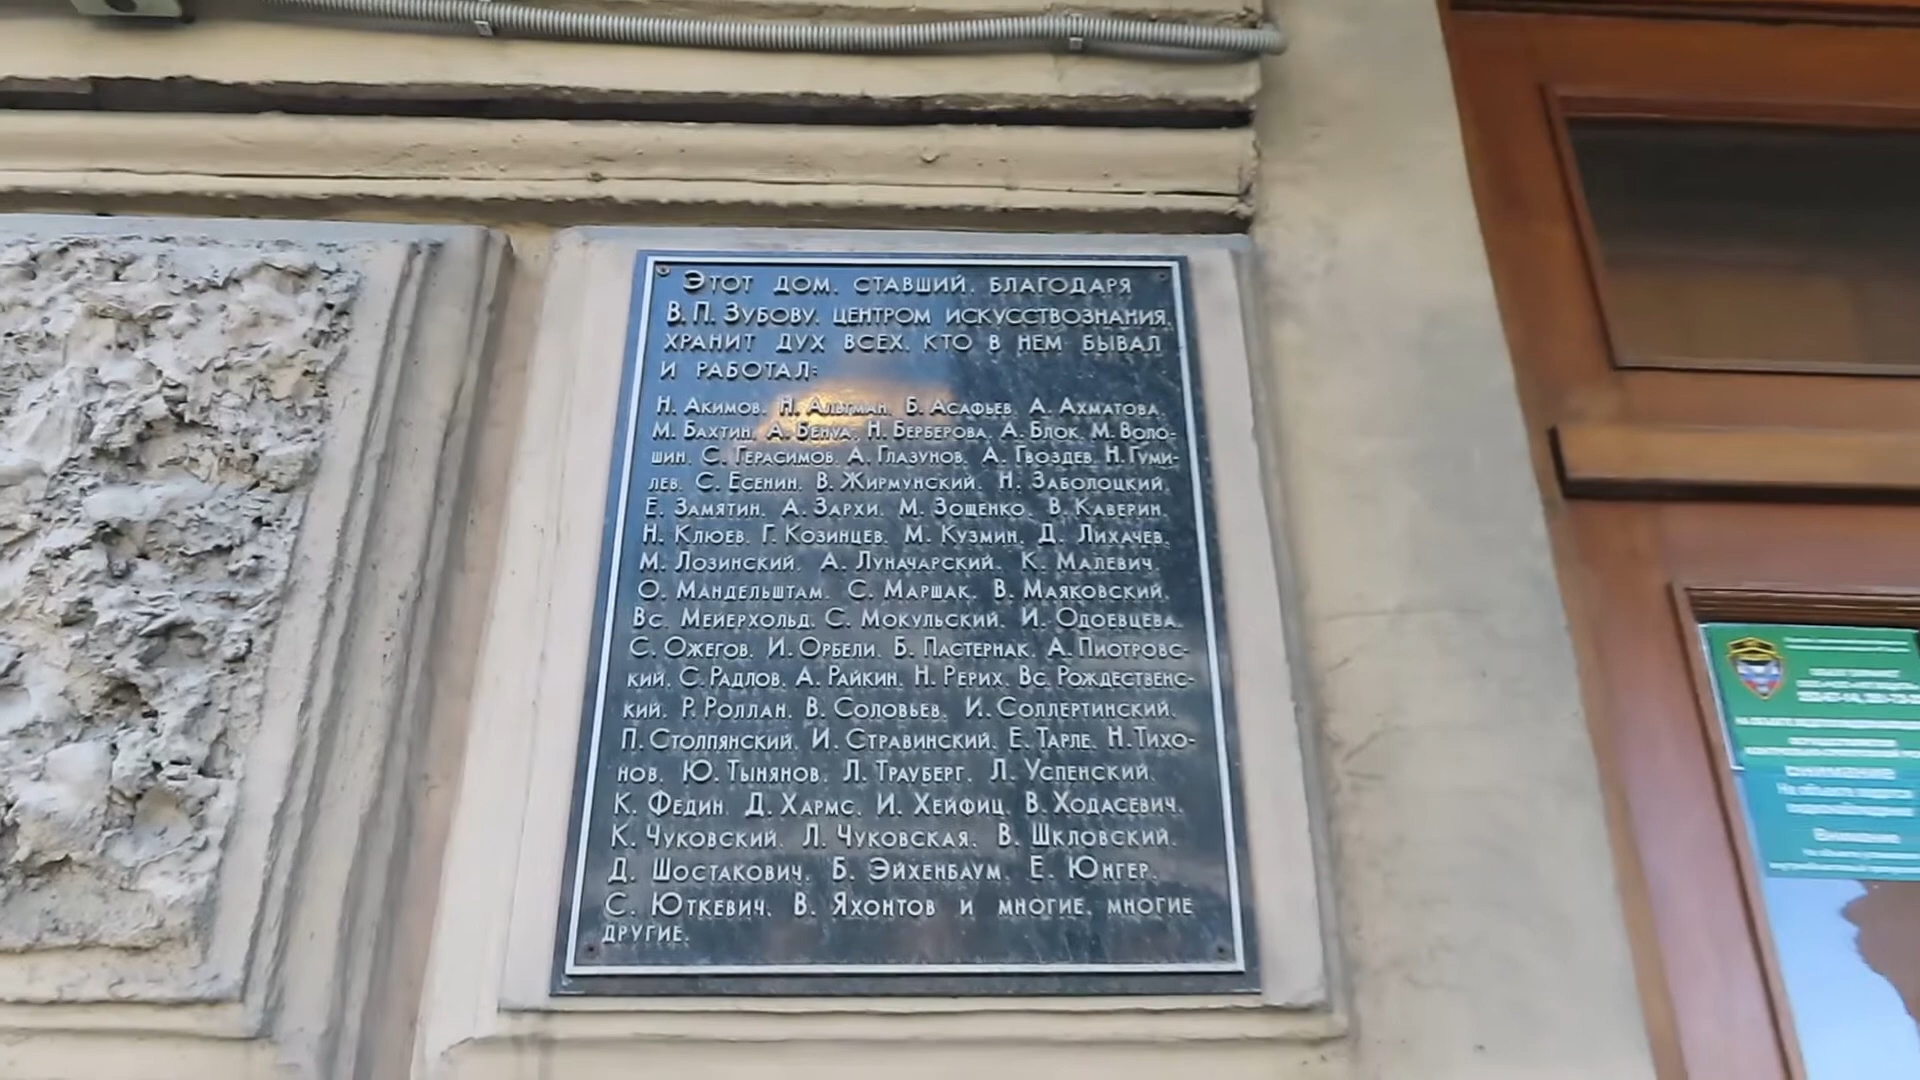 Этот дом, ставший, благодаря
В.П. Зубову, центром искусствознания,
хранит дух всех, кто в нем бывал
и работал:
Н. Акимов, Н. Альтман, Б. Асафьев, А. Ахматова,
М. Бахтин, А. Бенуа, Н. Берберова, А. Блок, М. Воло-
шин, С. Герасимов, А. Глазунов, А. Гвоздев, Н. Гуми-
лев, С. Есенин, В. Жирмунский, Н. Заболоцкий,
Е. Замятин, А. Зархи, М. Зощенко, В. Каверин,
Н. Клюев, Г. Козинцев, М. Кузмин, Д. Лихачев,
М. Лозинский, А. Луначарский, К. Малевич,
О. Мандельштам, С. Маршак, В. Маяковский,
Вс. Мейерхольд, С. Мокульский, И. Одоевцева,
С. Ожегов, И. Орбели, Б. Пастернак, А. Пиотровс-
кий, С. Радлов, А. Райкин, Н. Рерих, Вс. Рождественс-
кий, Р. Роллан, В. Соловьев, И. Соллертинский,
П. Столпянский, И. Стравинский, Е. Тарле, Н. Тихо-
нов, Ю. Тынянов, Л. Трауберг, Л. Успенский,
К. Федин, Д. Хармс, И. Хейфиц, В. Ходасевич,
К. Чуковский, Л. Чуковская, В. Шкловский,
Д. Шостакович, Б. Эйхенбаум, Е. Юнгер,
С. Юткевич, В. Яхонтов и многие, многие
другие.
Внимание